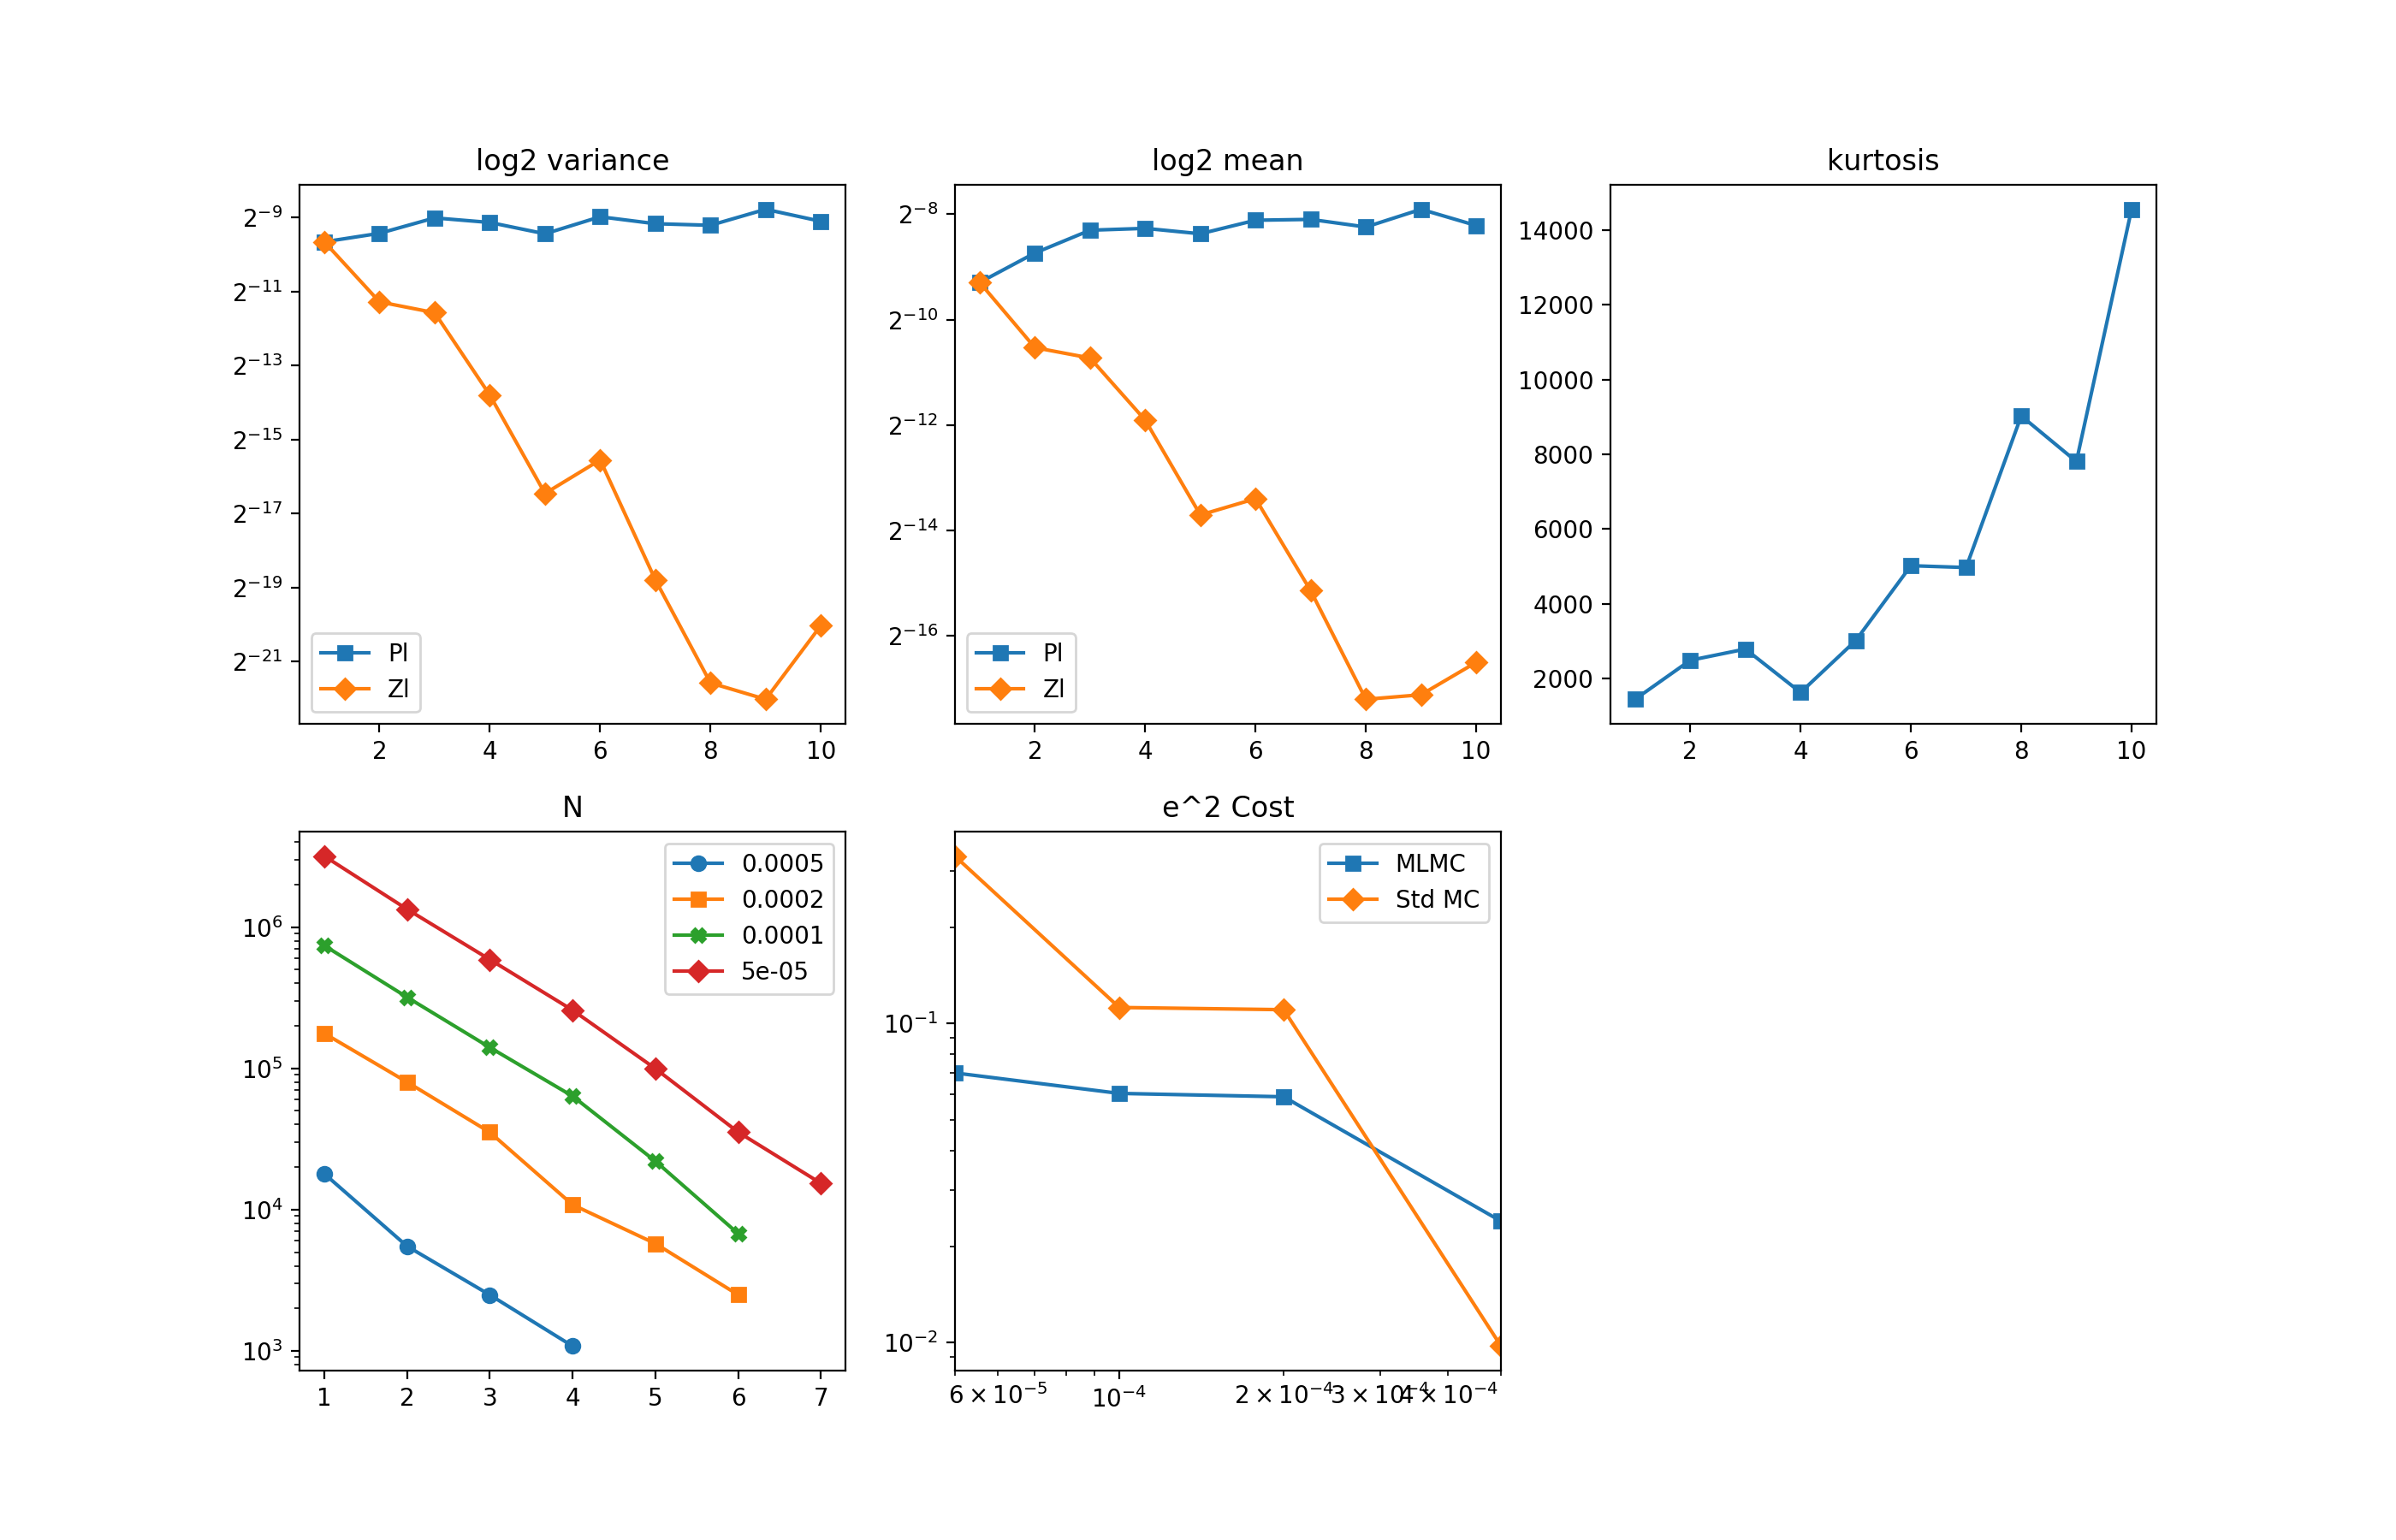 log2 variance
2^-9
2^-11
2^-13
2^-15
2^-17
2^-19
2^-21
Pl
Zl
2 4 6 8 10
log2 mean
2^-8
2^-10
2^-12
2^-14
2^-16
Pl
Zl
2 4 6 8 10
kurtosis
14000
12000
10000
8000
6000
4000
2000
2 4 6 8 10
N
10^6
10^5
10^4
10^3
0.0005
0.0002
0.0001
5e-05
1 2 3 4 5 6 7
e^2 Cost
10^-1
10^-2
MLMC
Std MC
6×10^-5 10^-4 2×10^-4 3×10^-4 4×10^-4